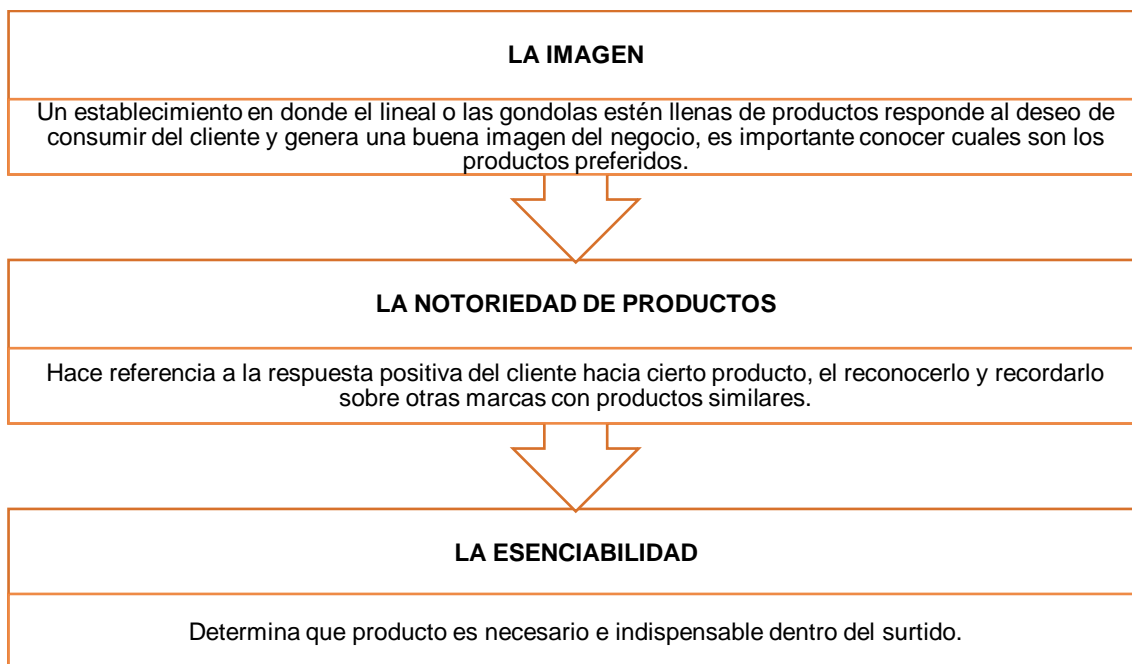 LA IMAGEN
Un establecimiento en donde el lineal o las gondolas estén llenas de productos responde al deseo de
consumir del cliente y genera una buena imagen del negocio, es importante conocer cuales son los
productos preferidos.
LA NOTORIEDAD DE PRODUCTOS
Hace referencia a la respuesta positiva del cliente hacia cierto producto, el reconocerlo y recordarlo
sobre otras marcas con productos similares.
LA ESENCIABILIDAD
Determina que producto es necesario e indispensable dentro del surtido.